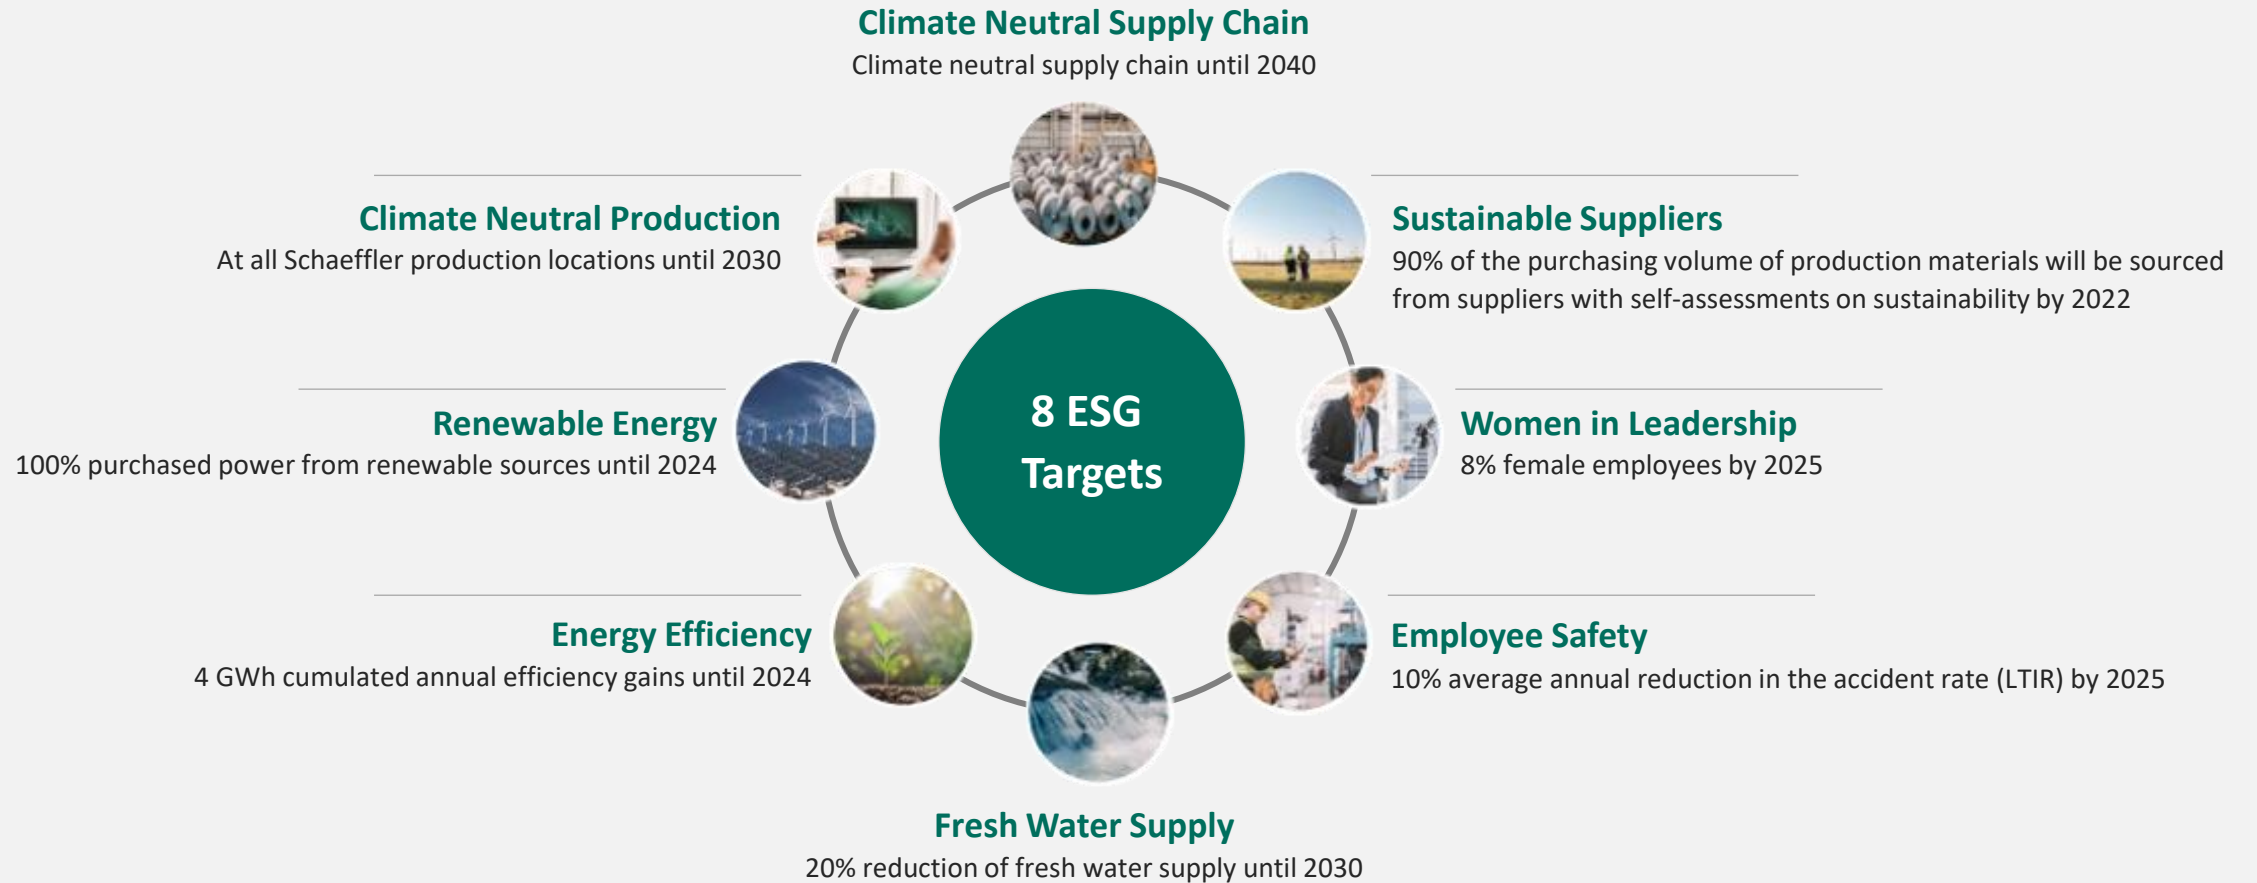 Climate Neutral Supply Chain
Climate neutral supply chain until 2040
Climate Neutral Production
At all Schaeffler production locations until 2030
Sustainable Suppliers
90% of the purchasing volume of production materials will be sourced
from suppliers with self-assessments on sustainability by 2022
8 ESG
Targets
Renewable Energy
100% purchased power from renewable sources until 2024
Women in Leadership
8% female employees by 2025
Energy Efficiency
4 GWh cumulated annual efficiency gains until 2024
Employee Safety
10% average annual reduction in the accident rate (LTIR) by 2025
Fresh Water Supply
20% reduction of fresh water supply until 2030